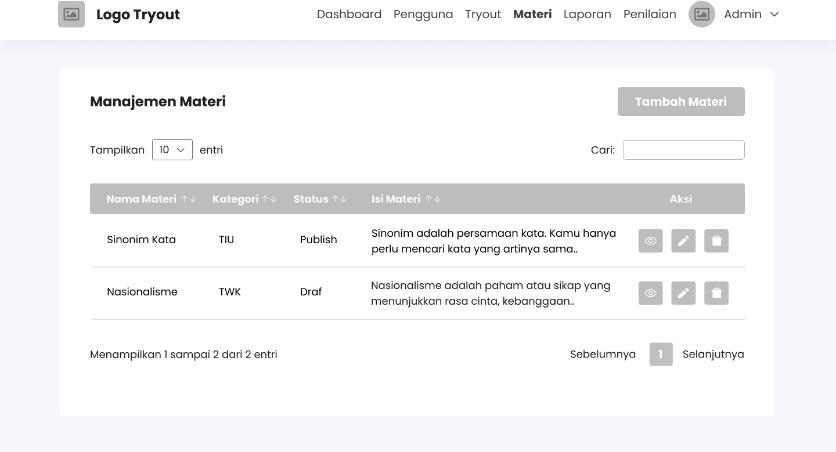 Logo Tryout Dashboard Pengguna Tryout Materi Laporan Penilaian Admin
Manajemen Materi Tambah Materi
Tampilkan 10 entri Cari:
Nama Materi ↑↓ Kategori ↑↓ Status ↑↓ Isi Materi ↑↓ Aksi
Sinonim Kata TIU Publish Sinonim adalah persamaan kata. Kamu hanya
perlu mencari kata yang artinya sama..
Nasionalisme TWK Draf Nasionalisme adalah paham atau sikap yang
menunjukkan rasa cinta, kebanggaan..
Menampilkan 1 sampai 2 dari 2 entri Sebelumnya 1 Selanjutnya